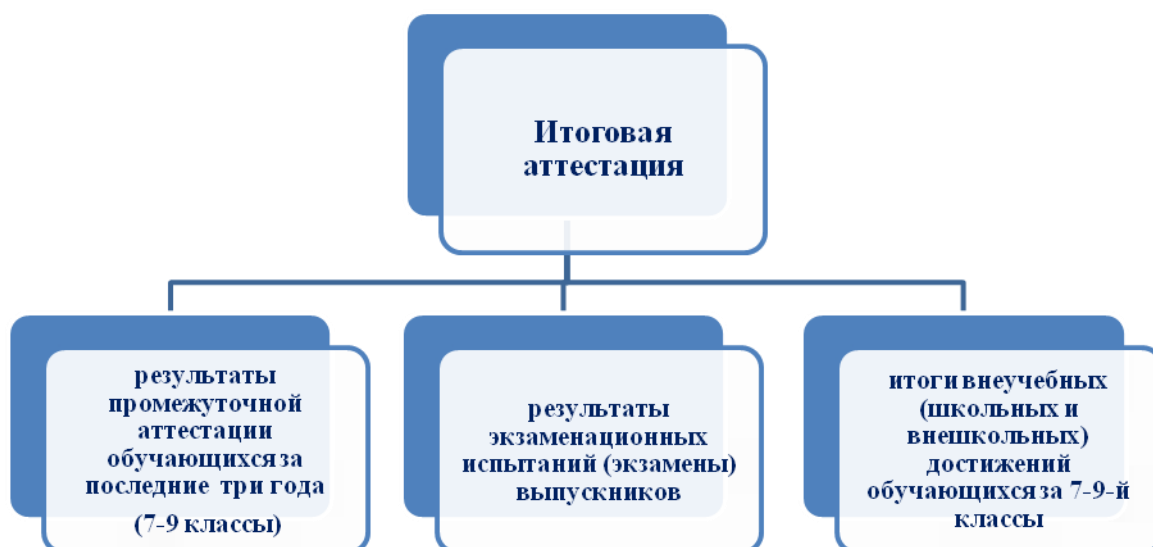 Итоговая
аттестация
результаты
промежуточной
аттестации
обучающихся за
последние три года
(7-9 классы)
результаты
экзаменационных
испытаний (экзамены)
выпускников
итоги внеучебных
(школьных и
внешкольных)
достижений
обучающихся за 7-9-й
классы